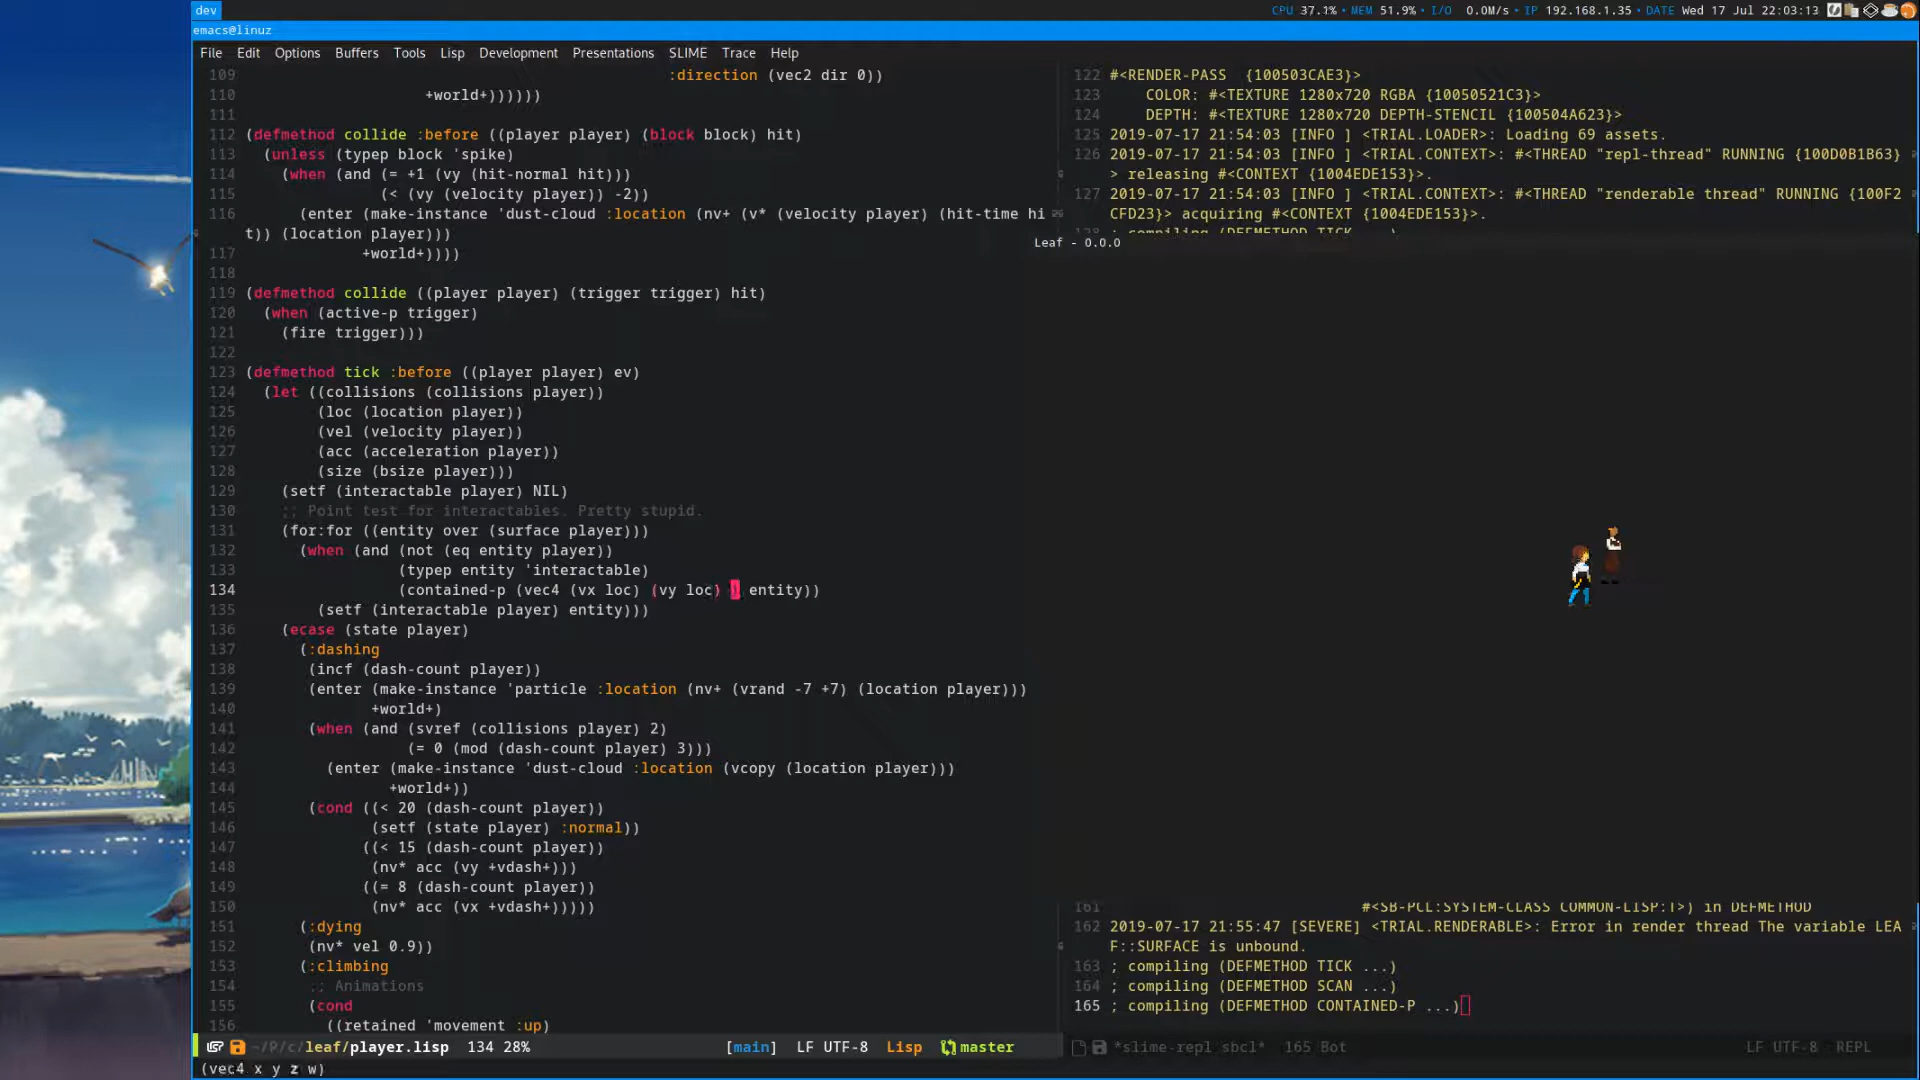 dev
CPU 37.1% • MEM 51.9% • I/O 0.0M/s • IP 192.168.1.35 • DATE Wed 17 Jul 22:03:13
emacs@linuz
File Edit Options Buffers Tools Lisp Development Presentations SLIME Trace Help
109 :direction (vec2 dir 0))
110 +world+))))))
111
112 (defmethod collide :before ((player player) (block block) hit)
113 (unless (typep block 'spike)
114 (when (and (= +1 (vy (hit-normal hit)))
115 (< (vy (velocity player)) -2))
116 (enter (make-instance 'dust-cloud :location (nv+ (v* (velocity player) (hit-time hi
t)) (location player)))
117 +world+))))
118
119 (defmethod collide ((player player) (trigger trigger) hit)
120 (when (active-p trigger)
121 (fire trigger)))
122
123 (defmethod tick :before ((player player) ev)
124 (let ((collisions (collisions player))
125 (loc (location player))
126 (vel (velocity player))
127 (acc (acceleration player))
128 (size (bsize player)))
129 (setf (interactable player) NIL)
130 ;; Point test for interactables. Pretty stupid.
131 (for:for ((entity over (surface player)))
132 (when (and (not (eq entity player))
133 (typep entity 'interactable)
134 (contained-p (vec4 (vx loc) (vy loc) ) entity))
135 (setf (interactable player) entity)))
136 (ecase (state player)
137 (:dashing
138 (incf (dash-count player))
139 (enter (make-instance 'particle :location (nv+ (vrand -7 +7) (location player)))
140 +world+)
141 (when (and (svref (collisions player) 2)
142 (= 0 (mod (dash-count player) 3)))
143 (enter (make-instance 'dust-cloud :location (vcopy (location player)))
144 +world+))
145 (cond ((< 20 (dash-count player))
146 (setf (state player) :normal))
147 ((< 15 (dash-count player))
148 (nv* acc (vy +vdash+)))
149 ((= 8 (dash-count player))
150 (nv* acc (vx +vdash+)))))
151 (:dying
152 (nv* vel 0.9))
153 (:climbing
154 ;; Animations
155 (cond
156 ((retained 'movement :up)
~/P/c/leaf/player.lisp 134 28% [main] LF UTF-8 Lisp master
(vec4 x y z w)
122 #<RENDER-PASS {100503CAE3}>
123 COLOR: #<TEXTURE 1280x720 RGBA {10050521C3}>
124 DEPTH: #<TEXTURE 1280x720 DEPTH-STENCIL {100504A623}>
125 2019-07-17 21:54:03 [INFO ] <TRIAL.LOADER>: Loading 69 assets.
126 2019-07-17 21:54:03 [INFO ] <TRIAL.CONTEXT>: #<THREAD "repl-thread" RUNNING {100D0B1B63}
> releasing #<CONTEXT {1004EDE153}>.
127 2019-07-17 21:54:03 [INFO ] <TRIAL.CONTEXT>: #<THREAD "renderable thread" RUNNING {100F2
CFD23}> acquiring #<CONTEXT {1004EDE153}>.
128 ; compiling (DEFMETHOD TICK ...)
Leaf - 0.0.0
161 #<SB-PCL:SYSTEM-CLASS COMMON-LISP:T>) in DEFMETHOD
162 2019-07-17 21:55:47 [SEVERE] <TRIAL.RENDERABLE>: Error in render thread The variable LEA
F::SURFACE is unbound.
163 ; compiling (DEFMETHOD TICK ...)
164 ; compiling (DEFMETHOD SCAN ...)
165 ; compiling (DEFMETHOD CONTAINED-P ...)
*slime-repl sbcl* 165 Bot LF UTF-8 REPL